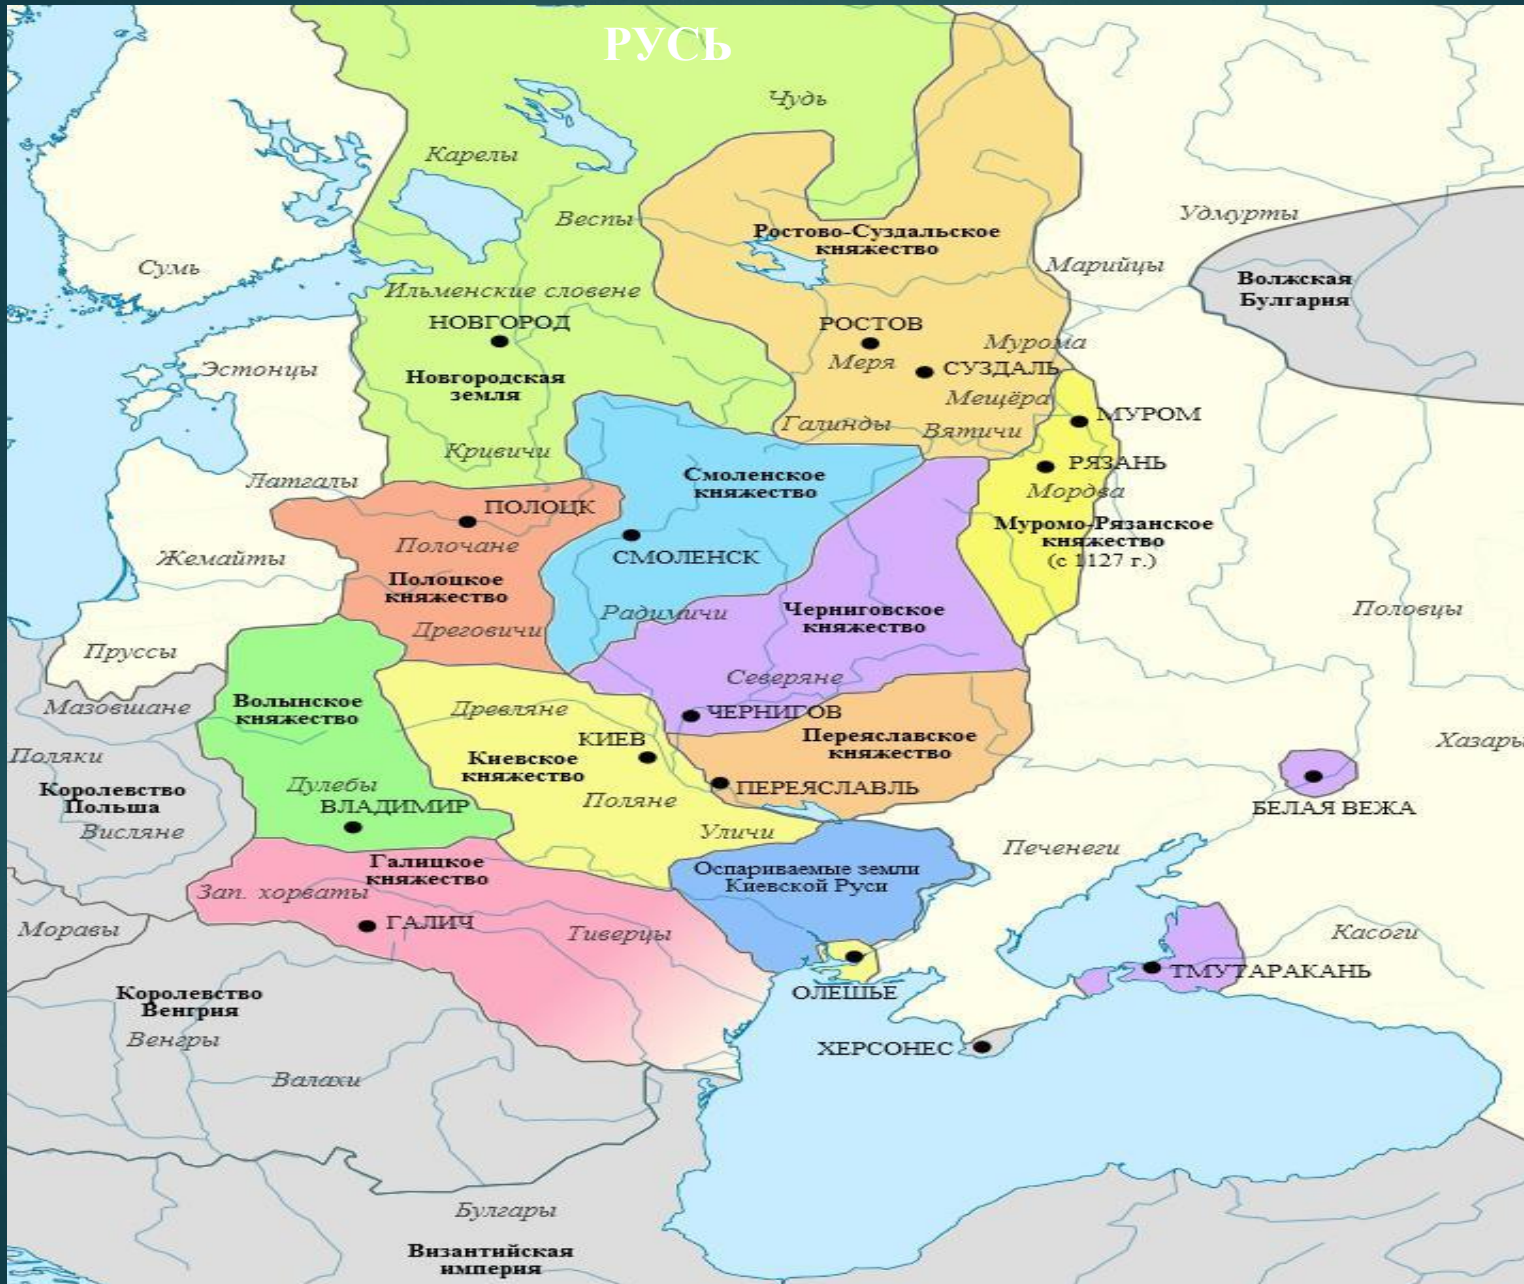 РУСЬ
Чудь
Карелы
Веспы
Удмурты
Ростово-Суздальское
княжество
Сумь
Марийцы
Волжская
Булгария
Ильменские словене
НОВГОРОД
РОСТОВ
Мурома
Эстонцы
Меря
СУЗДАЛЬ
Новгородская
земля
Мещёра
МУРОМ
Галинды
Вятичи
Кривичи
РЯЗАНЬ
Латгалы
Смоленское
княжество
Мордва
ПОЛОЦК
Муромо-Рязанское
княжество
(с 1127 г.)
Полочане
СМОЛЕНСК
Жемайты
Полоцкое
княжество
Радимичи
Черниговское
княжество
Половцы
Дреговичи
Пруссы
Северяне
Мазовшане
Волынское
княжество
Древляне
ЧЕРНИГОВ
КИЕВ
Переяславское
княжество
Хазары
Поляки
Киевское
княжество
Королевство
Польша
Дулебы
ПЕРЕЯСЛАВЛЬ
Поляне
ВЛАДИМИР
БЕЛАЯ ВЕЖА
Висляне
Уличи
Печенеги
Галицкое
княжество
Оспариваемые земли
Киевской Руси
Зап. хорваты
ГАЛИЧ
Тиверцы
Моравы
Касоги
ТМУТАРАКАНЬ
Королевство
Венгрия
ОЛЕШЬЕ
Венгры
ХЕРСОНЕС
Валахи
Булгары
Византийская
империя